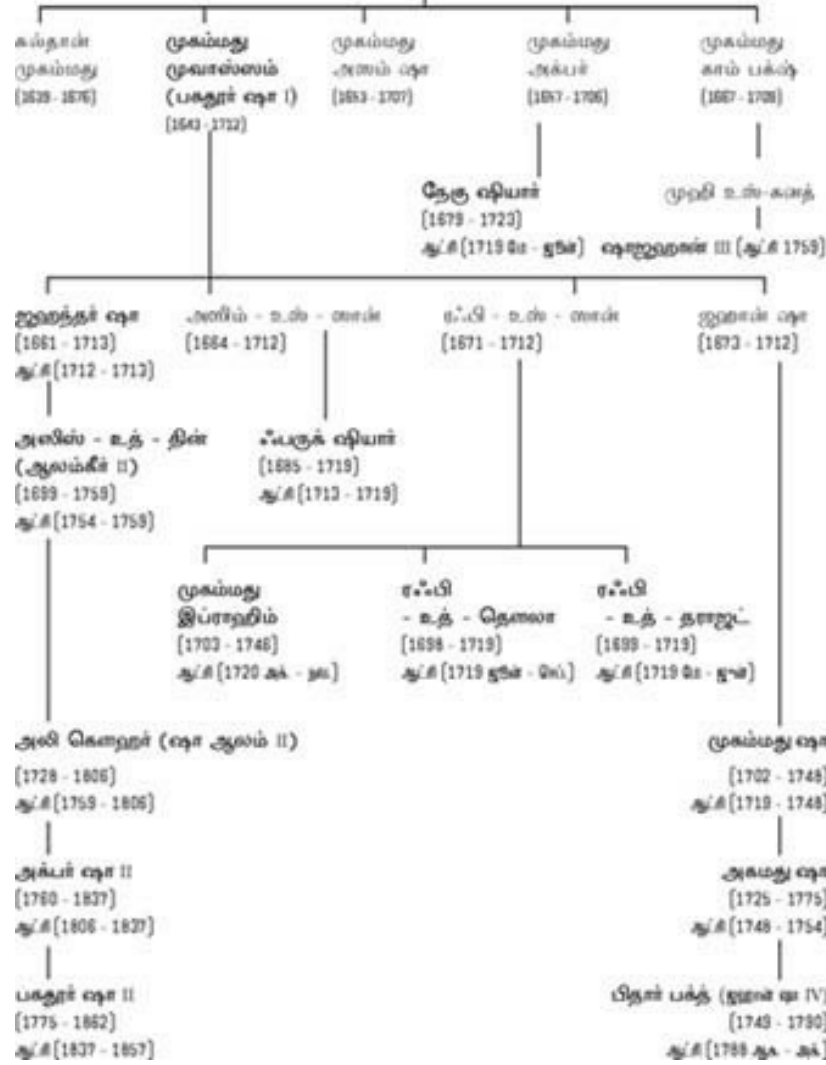 சுல்தான் முகம்மது (1639 - 1676)
முகம்மது முவாஸ்ஸம் (பகதூர் ஷா I) (1643 - 1712)
முகம்மது அஸம் ஷா (1653 - 1707)
முகம்மது அக்பர் (1657 - 1706)
முகம்மது காம் பக்ஷ் (1667 - 1708)
நேகு ஷியார்
(1679 - 1723)
ஆட்சி (1719 மே - ஜூன்)
முஹி உஸ்-சுனத்
ஷாஜஹான் III (ஆட்சி 1759)
ஜஹந்தர் ஷா
(1661 - 1713)
ஆட்சி (1712 - 1713)
அஸிம் - உஸ் - ஸான்
(1664 - 1712)
ரஃபி - உஸ் - ஸான்
(1671 - 1712)
ஜஹான் ஷா
(1673 - 1712)
அஸிஸ் - உத் - தின்
(ஆலம்கீர் II)
(1699 - 1759)
ஆட்சி (1754 - 1759)
ஃபருக் ஷியார்
(1685 - 1719)
ஆட்சி (1713 - 1719)
முகம்மது
இப்ராஹிம்
(1703 - 1746)
ஆட்சி (1720 அக் - நவ)
ரஃபி
- உத் - தௌலா
(1698 - 1719)
ஆட்சி (1719 ஜூன் - செப்)
ரஃபி
- உத் - தராஜட்
(1699 - 1719)
ஆட்சி (1719 மே - ஜுன்)
அலி கௌஹர் (ஷா ஆலம் II)
(1728 - 1806)
ஆட்சி (1759 - 1806)
முகம்மது ஷா
(1702 - 1748)
ஆட்சி (1719 - 1748)
அக்பர் ஷா II
(1760 - 1837)
ஆட்சி (1806 - 1837)
அகமது ஷா
(1725 - 1775)
ஆட்சி (1748 - 1754)
பகதூர் ஷா II
(1775 - 1862)
ஆட்சி (1837 - 1857)
பிதார் பக்த் (ஜஹான் ஷா IV)
(1749 - 1790)
ஆட்சி (1788 ஆக - அக்)